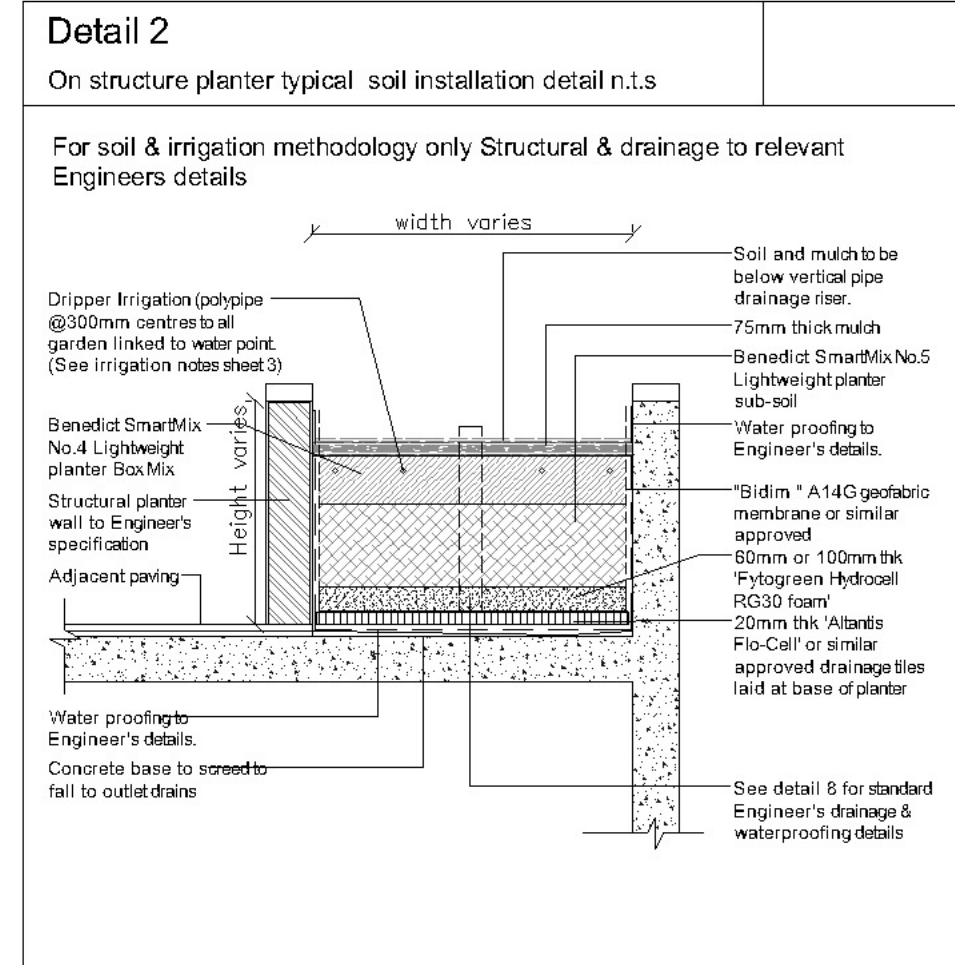 Detail 2
On structure planter typical soil installation detail n.t.s
For soil & irrigation methodology only Structural & drainage to relevant
Engineers details
width varies
Dripper Irrigation (polypipe
@300mm centres to all
garden linked to water point.
(See irrigation notes sheet 3)
Benedict SmartMix
No.4 Lightweight
planter Box Mix
Structural planter
wall to Engineer's
specification
Adjacent paving
Height varies
Water proofing to
Engineer's details.
Concrete base to screed to
fall to outlet drains
Soil and mulch to be
below vertical pipe
drainage riser.
75mm thick mulch
Benedict SmartMix No.5
Lightweight planter
sub-soil
Water proofing to
Engineer's details.
"Bidim " A14G geofabric
membrane or similar
approved
60mm or 100mm thk
'Fytogreen Hydrocell
RG30 foam'
20mm thk 'Altantis
Flo-Cell' or similar
approved drainage tiles
laid at base of planter
See detail 8 for standard
Engineer's drainage &
waterproofing details